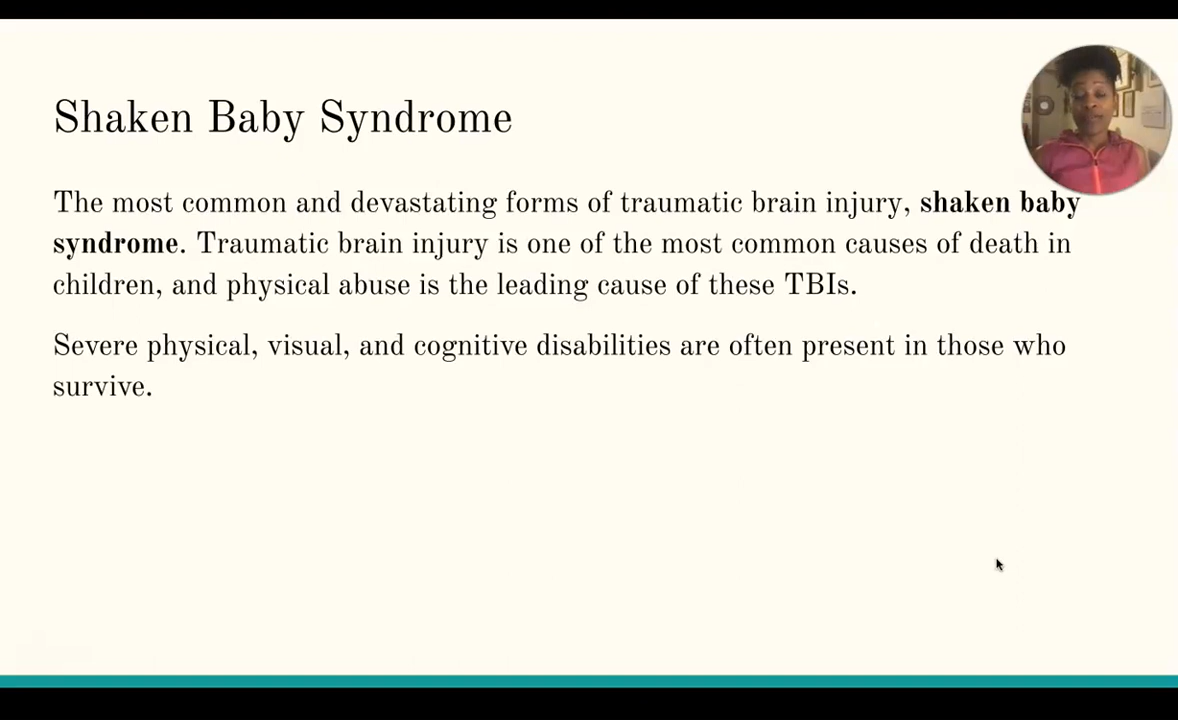 Shaken Baby Syndrome
The most common and devastating forms of traumatic brain injury, shaken baby
syndrome. Traumatic brain injury is one of the most common causes of death in
children, and physical abuse is the leading cause of these TBIs.
Severe physical, visual, and cognitive disabilities are often present in those who
survive.